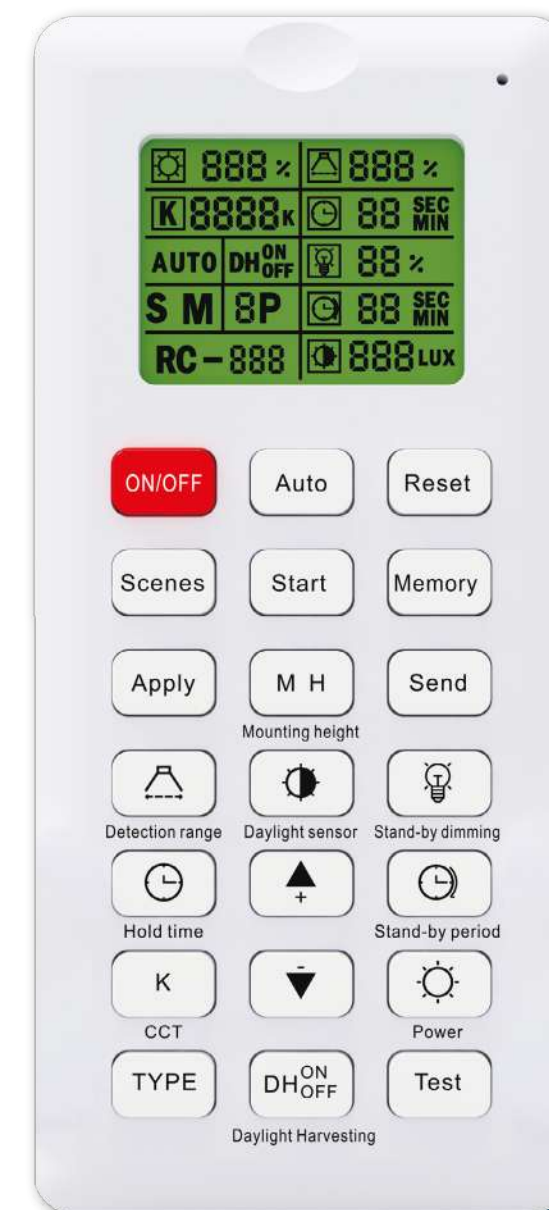 888 % 888 %
K 8888 K 88 SEC MIN
AUTO DH ON OFF 88 %
S M 8P 88 SEC MIN
RC-888 888 LUX
ON/OFF Auto Reset
Scenes Start Memory
Apply M H Send
Mounting height
Detection range Daylight sensor Stand-by dimming
+
Hold time Stand-by period
K -
CCT Power
TYPE DH ON OFF Test
Daylight Harvesting